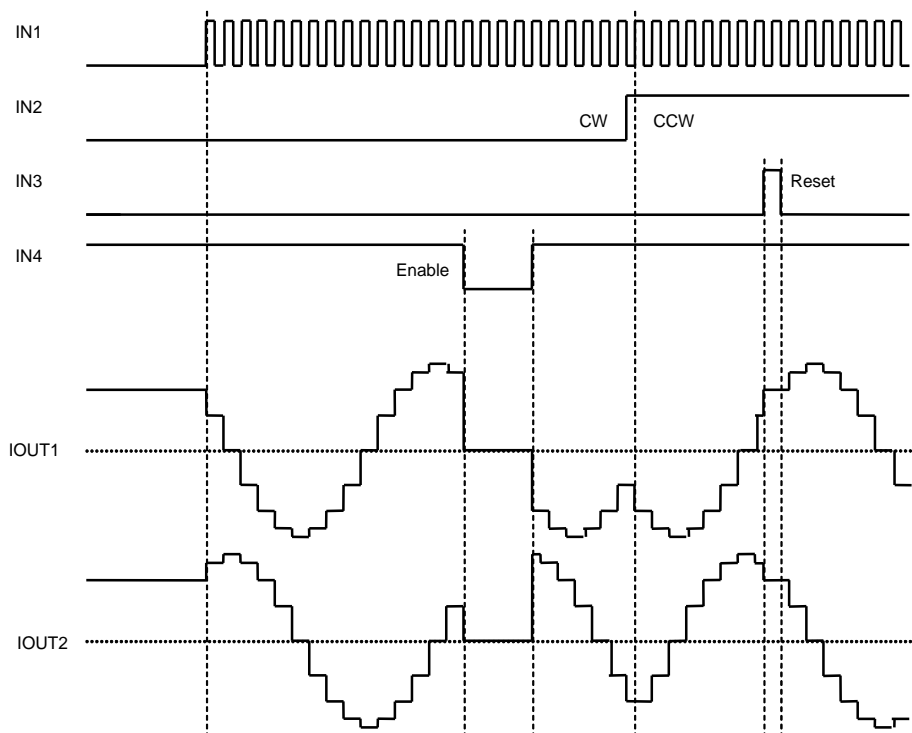 IN1
IN2
CW CCW
IN3
Reset
IN4
Enable
IOUT1
IOUT2